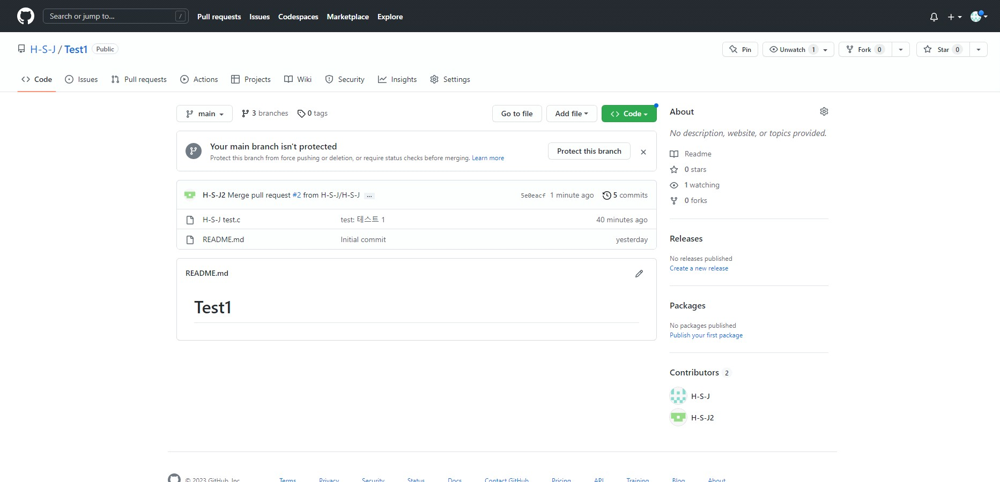 Search or jump to... /
Pull requests Issues Codespaces Marketplace Explore
H-S-J / Test1 Public
Pin Unwatch 1 Fork 0 Star 0
Code Issues Pull requests Actions Projects Wiki Security Insights Settings
main 3 branches 0 tags Go to file Add file Code
Your main branch isn't protected
Protect this branch from force pushing or deletion, or require status checks before merging. Learn more
Protect this branch
H-S-J2 Merge pull request #2 from H-S-J/H-S-J ... 5e0eacf 1 minute ago 5 commits
H-S-J test.c test: 테스트 1 40 minutes ago
README.md Initial commit yesterday
README.md
Test1
About
No description, website, or topics provided.
Readme
0 stars
1 watching
0 forks
Releases
No releases published
Create a new release
Packages
No packages published
Publish your first package
Contributors 2
H-S-J
H-S-J2
© 2023 GitHub, Inc. Terms Privacy Security Status Docs Contact GitHub Pricing API Training Blog About